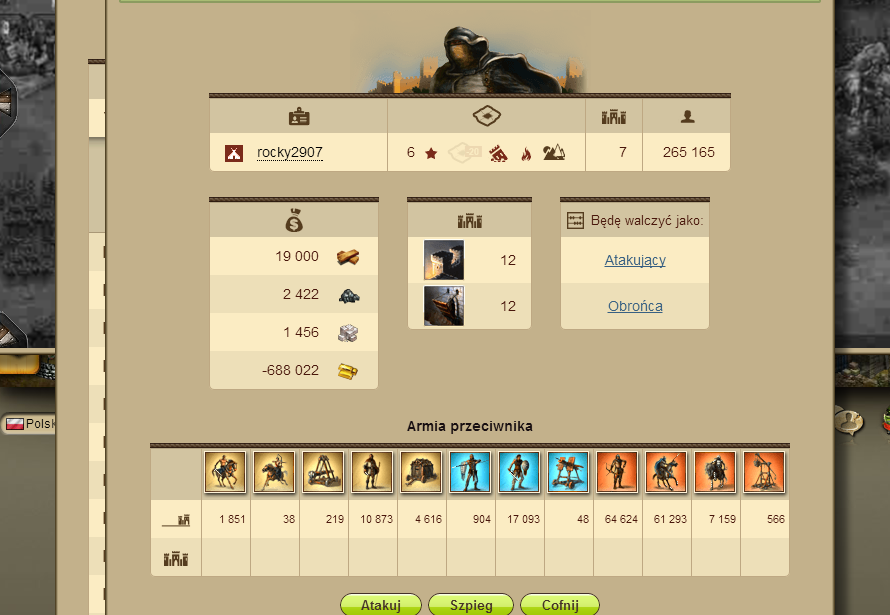 rocky2907 6 7 265 165
Będę walczyć jako:
19 000 12 Atakujący
2 422 12 Obrońca
1 456
-688 022
Polsk
Armia przeciwnika
1 851 38 219 10 873 4 616 904 17 093 48 64 624 61 293 7 159 566
Atakuj Szpieg Cofnij